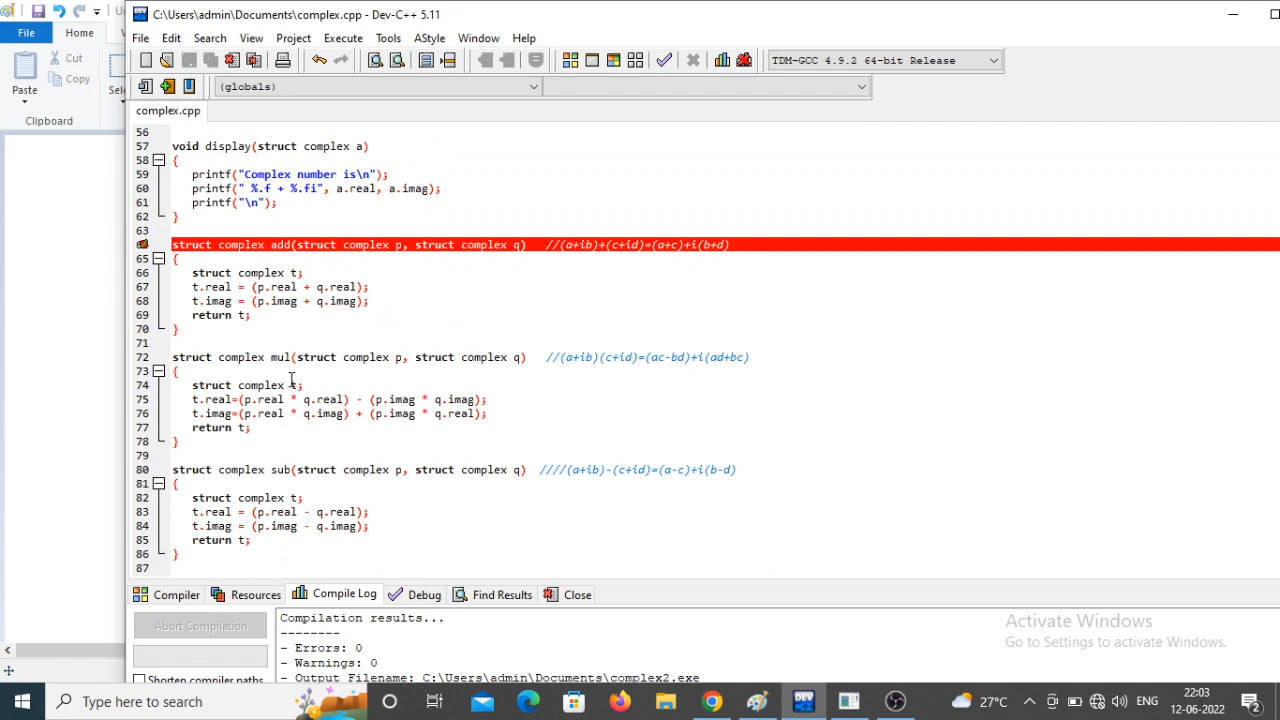 C:\Users\admin\Documents\complex.cpp - Dev-C++ 5.11
File Home
File Edit Search View Project Execute Tools AStyle Window Help
Cut
Copy
Paste
Clipboard
TDM-GCC 4.9.2 64-bit Release
(globals)
complex.cpp
56
57 void display(struct complex a)
58 {
59 printf("Complex number is\n");
60 printf(" %.f + %.fi", a.real, a.imag);
61 printf("\n");
62 }
63
struct complex add(struct complex p, struct complex q) //(a+ib)+(c+id)=(a+c)+i(b+d)
65 {
66 struct complex t;
67 t.real = (p.real + q.real);
68 t.imag = (p.imag + q.imag);
69 return t;
70 }
71
72 struct complex mul(struct complex p, struct complex q) //(a+ib)(c+id)=(ac-bd)+i(ad+bc)
73 {
74 struct complex t;
75 t.real=(p.real * q.real) - (p.imag * q.imag);
76 t.imag=(p.real * q.imag) + (p.imag * q.real);
77 return t;
78 }
79
80 struct complex sub(struct complex p, struct complex q) ////(a+ib)-(c+id)=(a-c)+i(b-d)
81 {
82 struct complex t;
83 t.real = (p.real - q.real);
84 t.imag = (p.imag - q.imag);
85 return t;
86 }
87
Compiler Resources Compile Log Debug Find Results Close
Abort Compilation
Shorten compiler paths
Compilation results...
--------
- Errors: 0
- Warnings: 0
- Output Filename: C:\Users\admin\Documents\complex2.exe
Activate Windows
Go to Settings to activate Windows.
Type here to search
27°C
ENG
22:03
12-06-2022
2